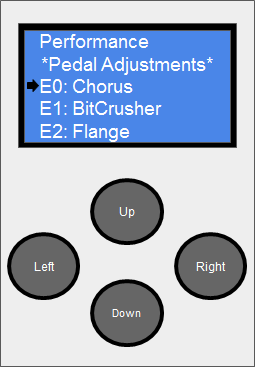 Performance
*Pedal Adjustments*
E0: Chorus
E1: BitCrusher
E2: Flange
Up
Left
Right
Down